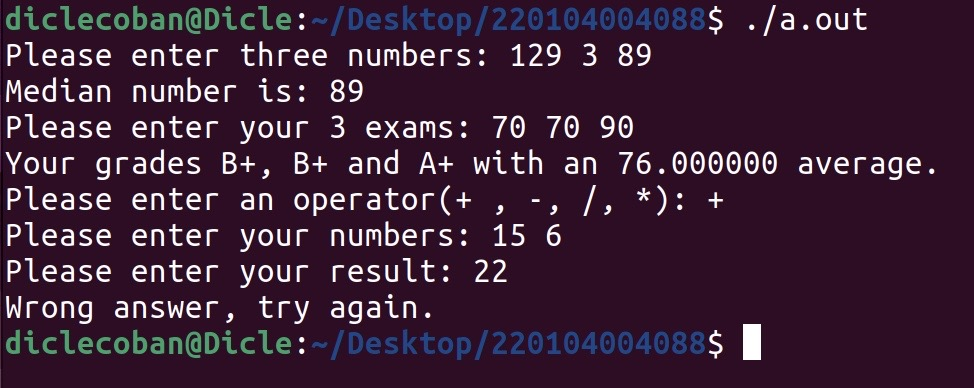 diclecoban@Dicle:~/Desktop/220104004088$ ./a.out
Please enter three numbers: 129 3 89
Median number is: 89
Please enter your 3 exams: 70 70 90
Your grades B+, B+ and A+ with an 76.000000 average.
Please enter an operator(+ , -, /, *): +
Please enter your numbers: 15 6
Please enter your result: 22
Wrong answer, try again.
diclecoban@Dicle:~/Desktop/220104004088$